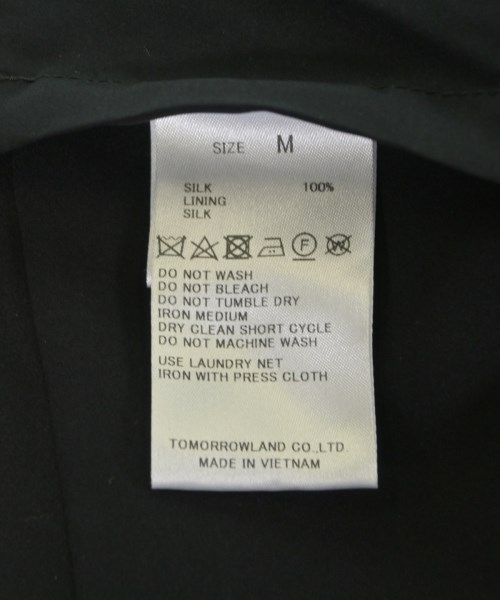 SIZE M
SILK 100%
LINING
SILK
F W
DO NOT WASH
DO NOT BLEACH
DO NOT TUMBLE DRY
IRON MEDIUM
DRY CLEAN SHORT CYCLE
DO NOT MACHINE WASH
USE LAUNDRY NET
IRON WITH PRESS CLOTH
TOMORROWLAND CO.,LTD.
MADE IN VIETNAM